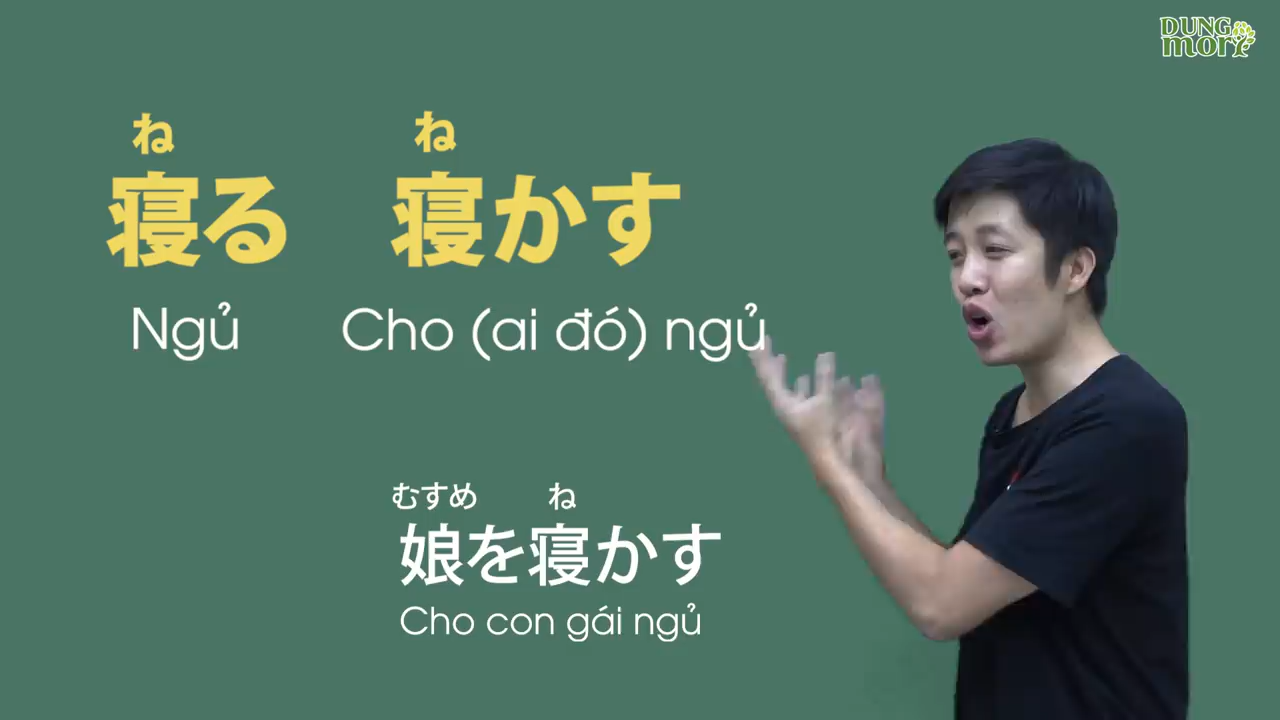 DUNG
mori
ね ね
寝る 寝かす
Ngủ Cho (ai đó) ngủ
むすめ ね
娘を寝かす
Cho con gái ngủ